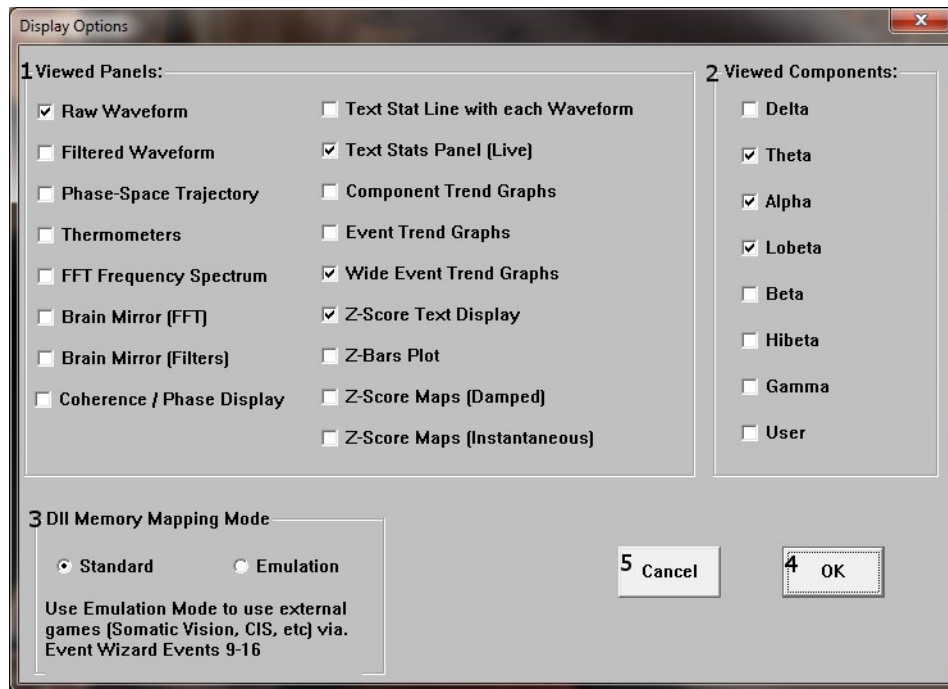 Display Options
1 Viewed Panels:
Raw Waveform
Filtered Waveform
Phase-Space Trajectory
Thermometers
FFT Frequency Spectrum
Brain Mirror (FFT)
Brain Mirror (Filters)
Coherence / Phase Display
Text Stat Line with each Waveform
Text Stats Panel (Live)
Component Trend Graphs
Event Trend Graphs
Wide Event Trend Graphs
Z-Score Text Display
Z-Bars Plot
Z-Score Maps (Damped)
Z-Score Maps (Instantaneous)
2 Viewed Components:
Delta
Theta
Alpha
Lobeta
Beta
Hibeta
Gamma
User
3 Dll Memory Mapping Mode
Standard
Emulation
Use Emulation Mode to use external
games (Somatic Vision, CIS, etc) via.
Event Wizard Events 9-16
5 Cancel
4 OK